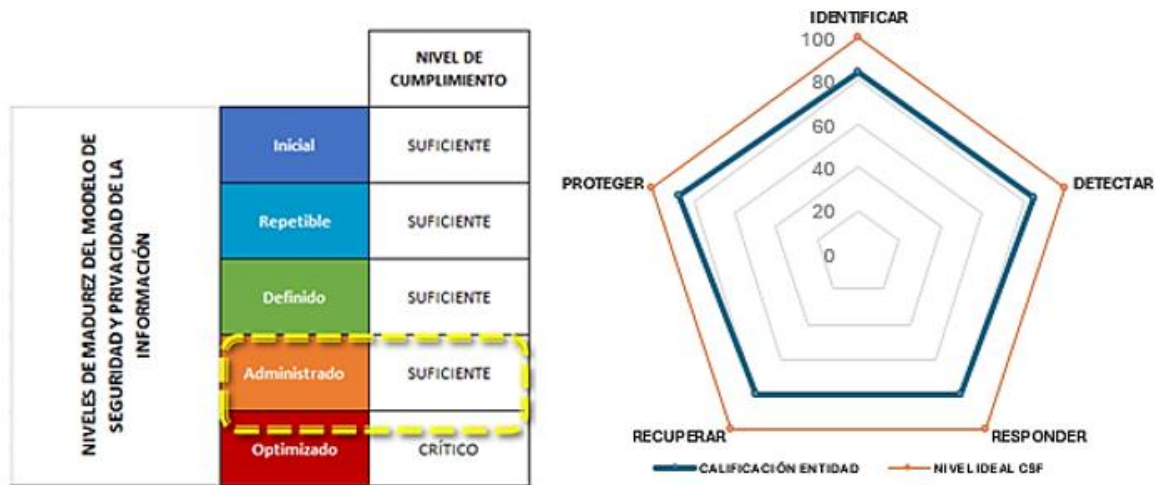 NIVEL DE
CUMPLIMIENTO
NIVELES DE MADUREZ DEL MODELO DE
SEGURIDAD Y PRIVACIDAD DE LA
INFORMACIÓN
Inicial SUFICIENTE
Repetible SUFICIENTE
Definido SUFICIENTE
Administrado SUFICIENTE
Optimizado CRÍTICO
IDENTIFICAR
100
80
60
40
20
0
PROTEGER
DETECTAR
RECUPERAR
RESPONDER
CALIFICACIÓN ENTIDAD NIVEL IDEAL CSF